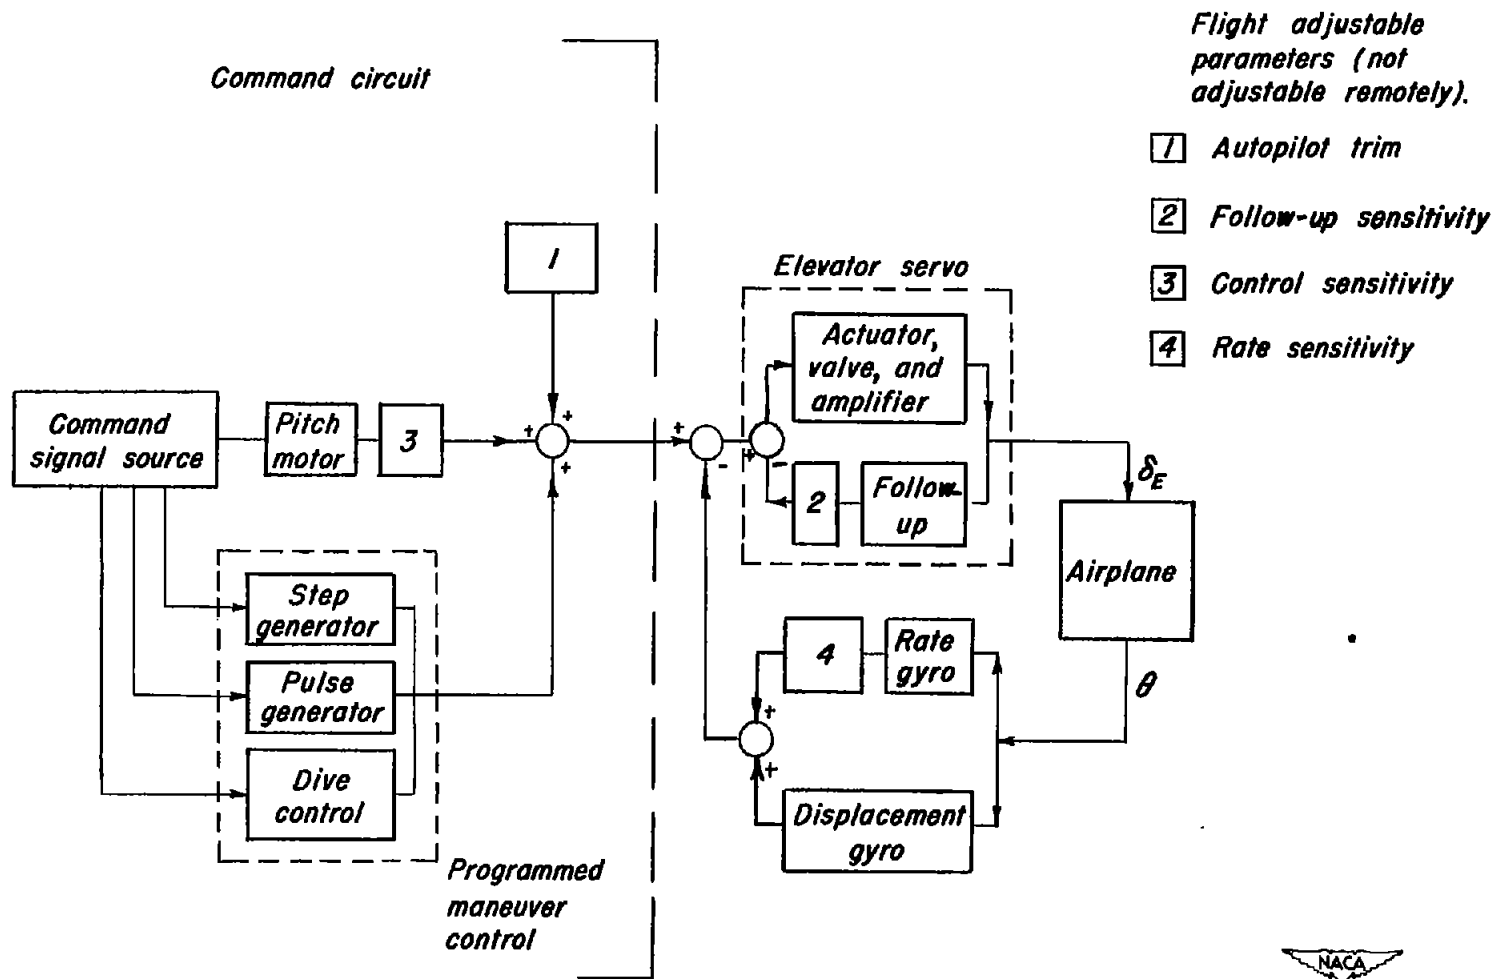 Command circuit
Flight adjustable
parameters (not
adjustable remotely).
1 Autopilot trim
2 Follow-up sensitivity
3 Control sensitivity
4 Rate sensitivity
1
Elevator servo
Actuator,
valve, and
amplifier
Command
signal source
Pitch
motor
3
+
+
+
+
-
+
-
2
Follow-
up
δE
Airplane
θ
Step
generator
Pulse
generator
Dive
control
4
Rate
gyro
+
+
Displacement
gyro
Programmed
maneuver
control
NACA